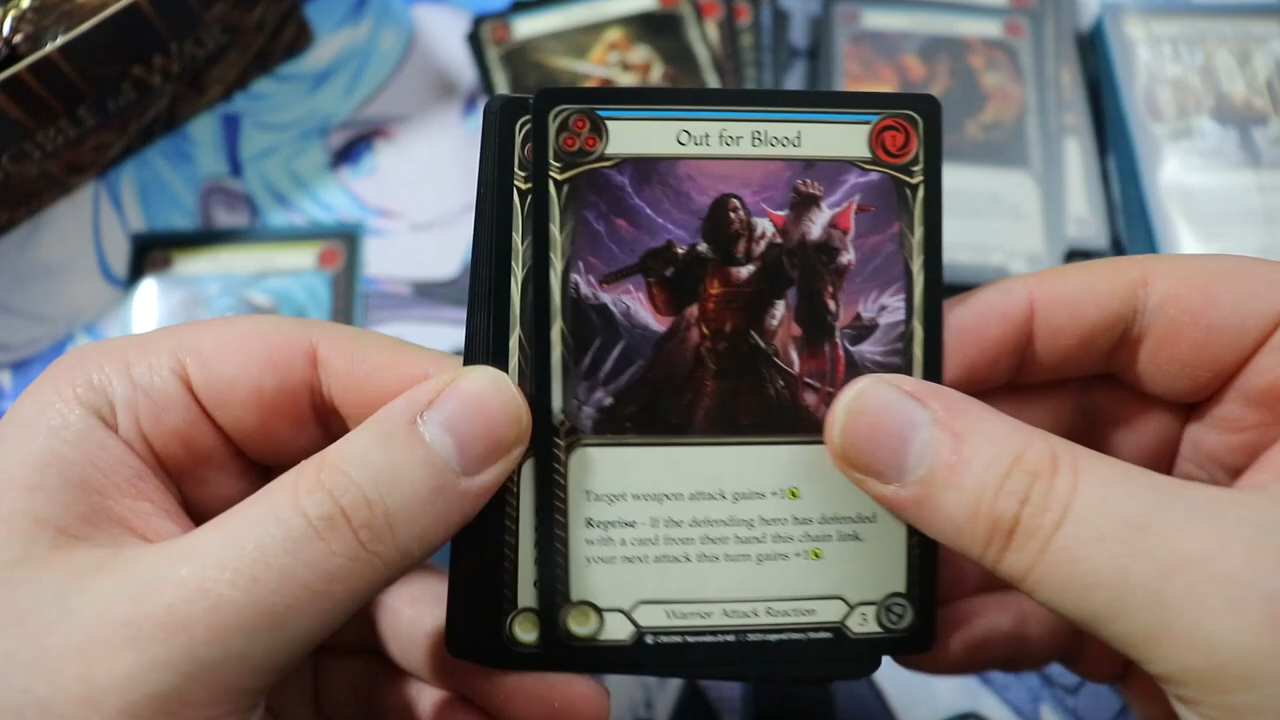 Out for Blood
1
Target weapon attack gains +1
Reprise - If the defending hero has defended
with a card from their hand this chain link,
your next attack this turn gains +1
Warrior Attack Reaction
3